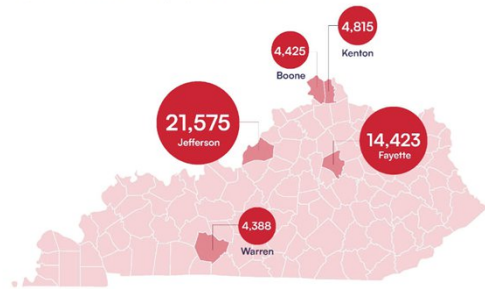 4,815
Kenton
4,425
Boone
21,575
Jefferson
14,423
Fayette
4,388
Warren